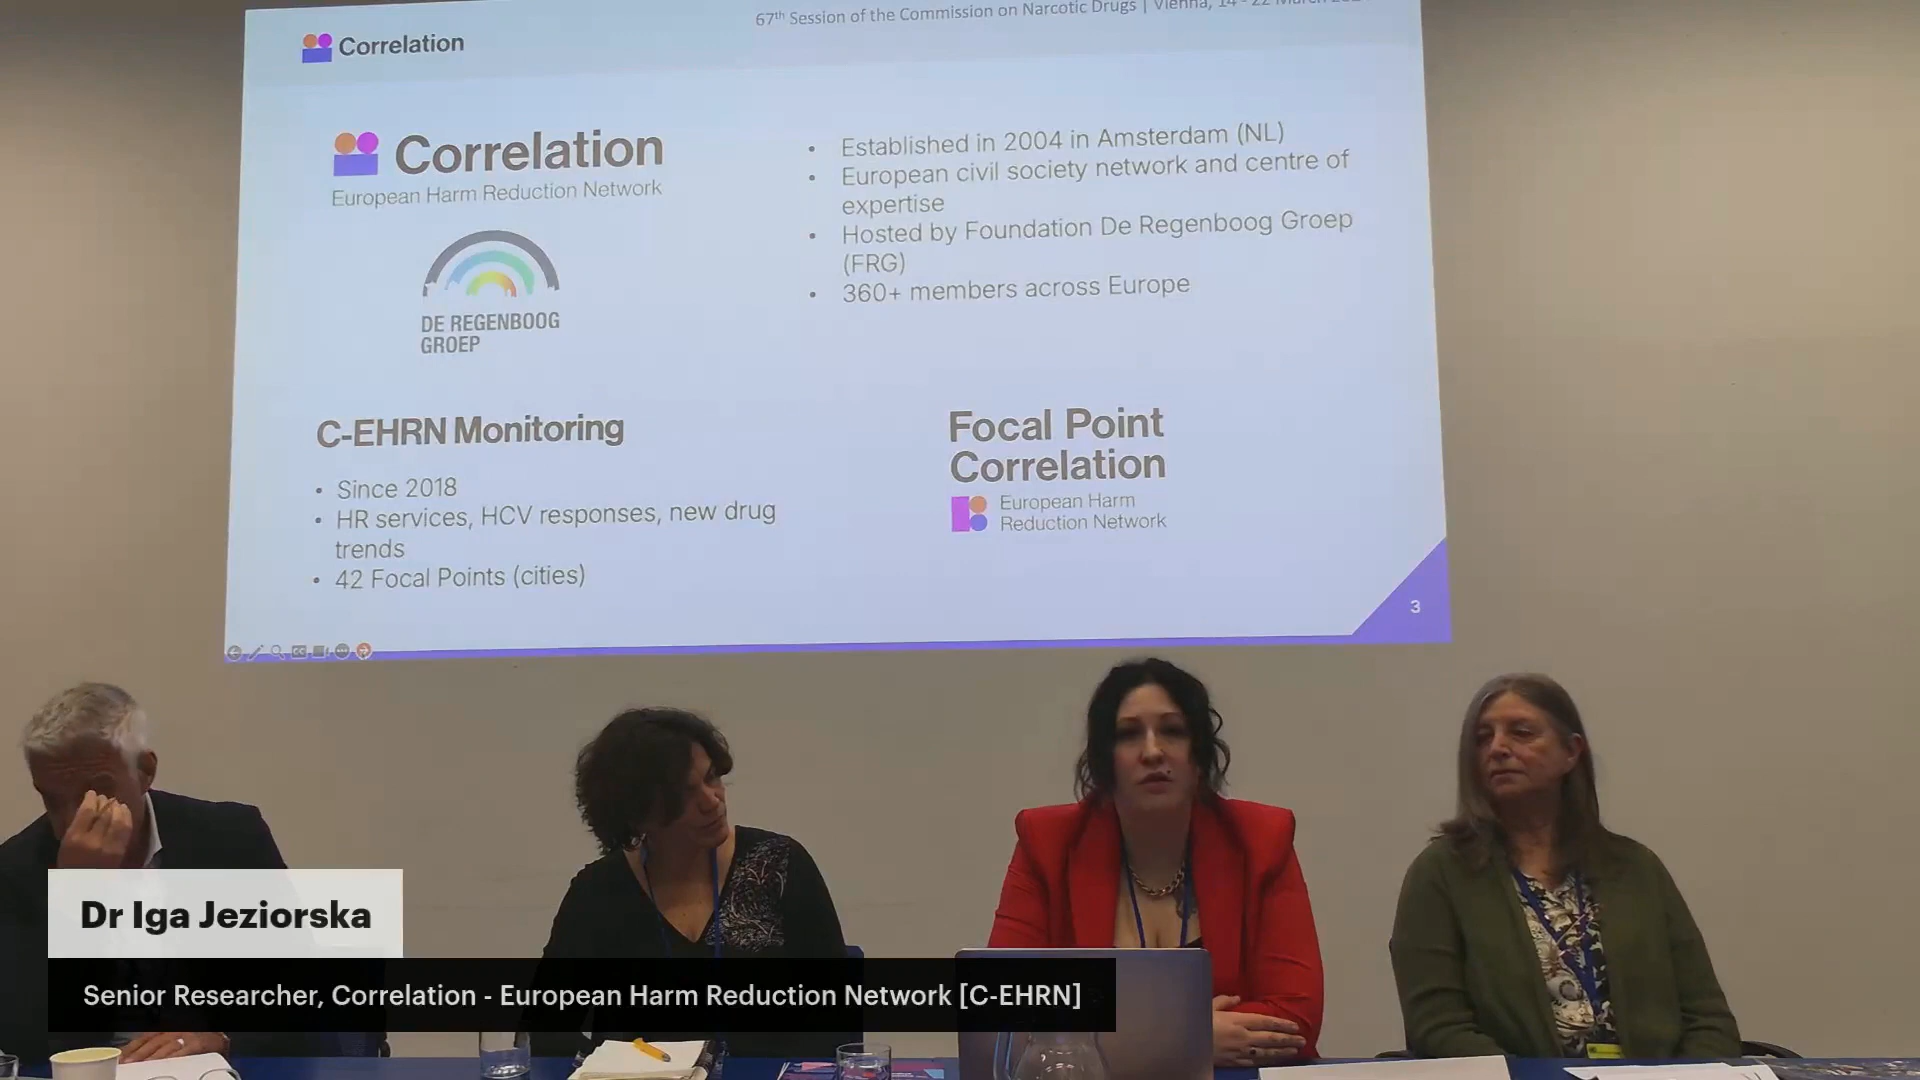 67th Session of the Commission on Narcotic Drugs | Vienna, 14 - 22 March
Correlation
Correlation
European Harm Reduction Network
DE REGENBOOG
GROEP
• Established in 2004 in Amsterdam (NL)
• European civil society network and centre of
expertise
• Hosted by Foundation De Regenboog Groep
(FRG)
• 360+ members across Europe
C-EHRN Monitoring
• Since 2018
• HR services, HCV responses, new drug
trends
• 42 Focal Points (cities)
Focal Point
Correlation
European Harm
Reduction Network
3
Dr Iga Jeziorska
Senior Researcher, Correlation - European Harm Reduction Network [C-EHRN]